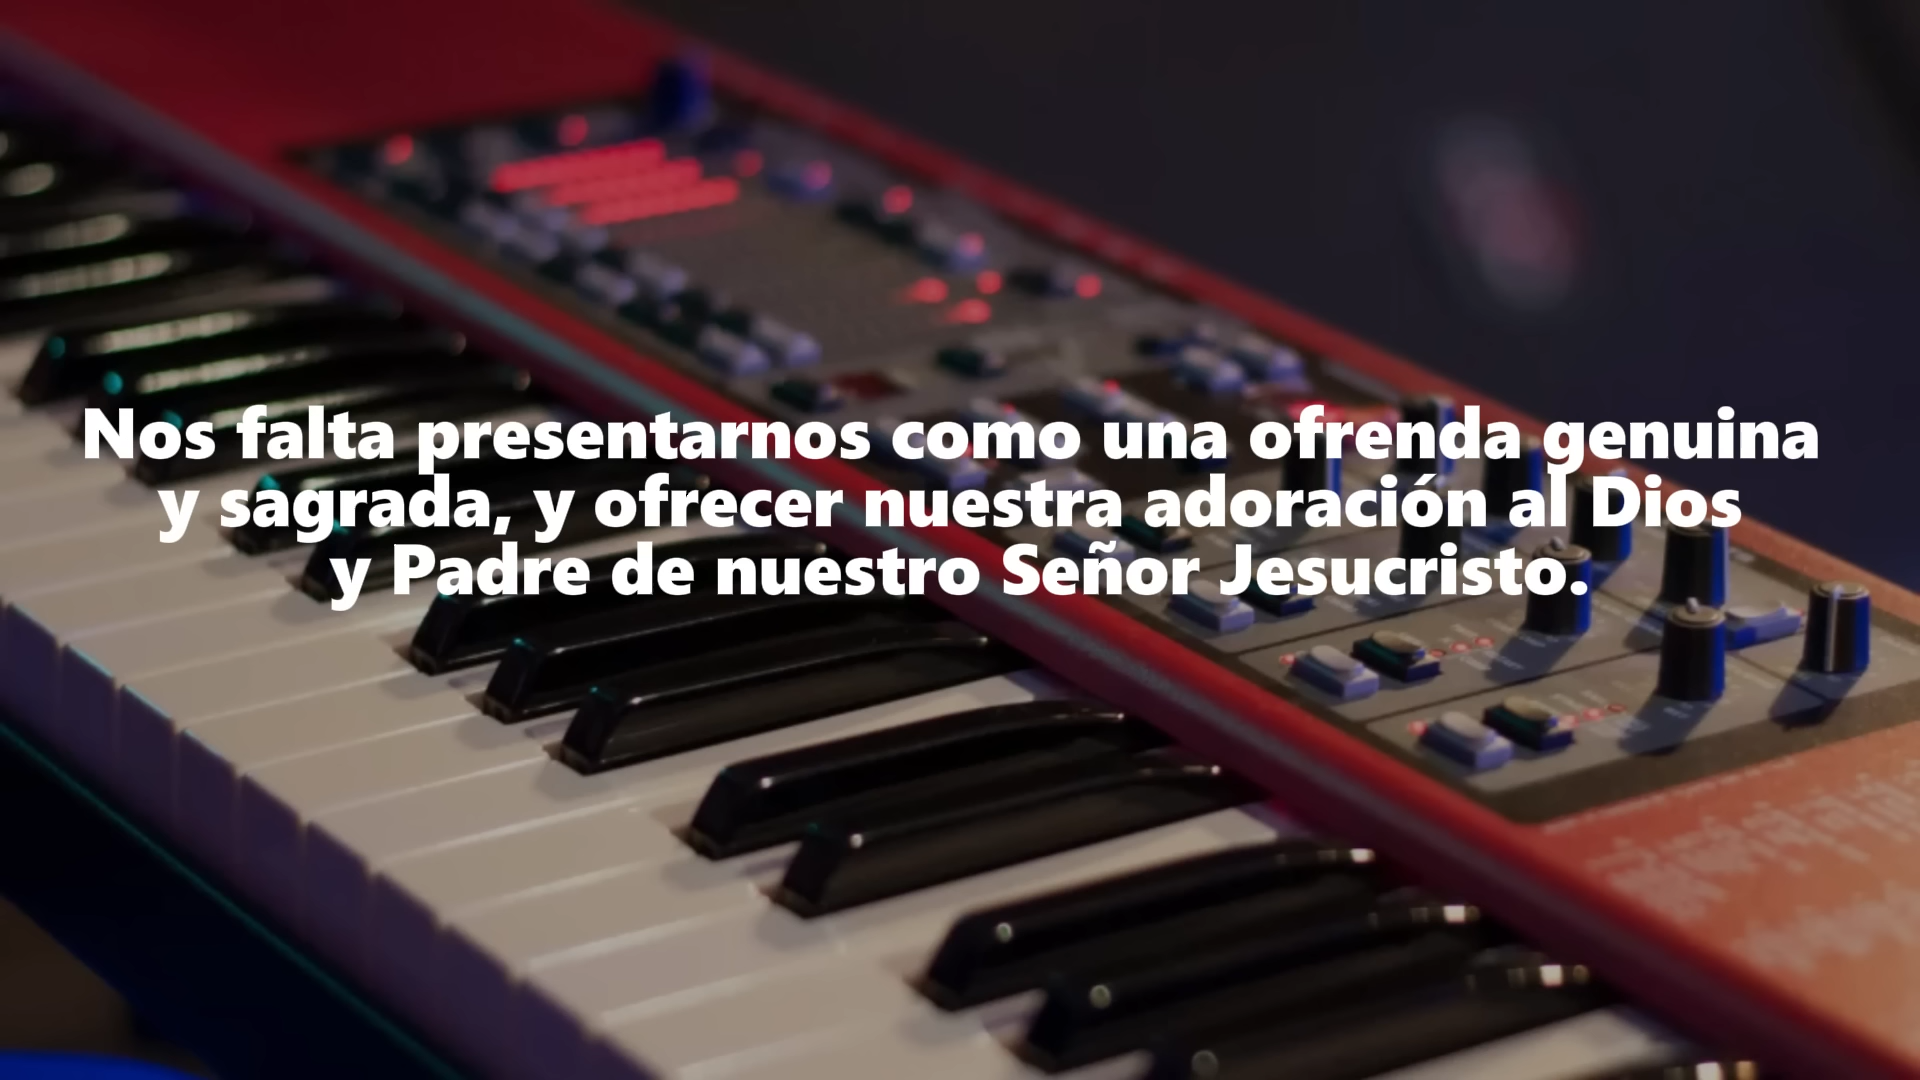 Nos falta presentarnos como una ofrenda genuina
y sagrada, y ofrecer nuestra adoración al Dios
y Padre de nuestro Señor Jesucristo.